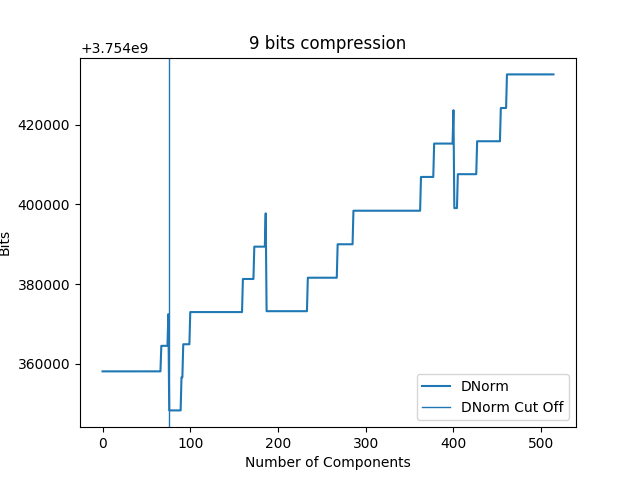 9 bits compression
+3.754e9
420000
400000
380000
360000
Bits
0 100 200 300 400 500
Number of Components
DNorm
DNorm Cut Off